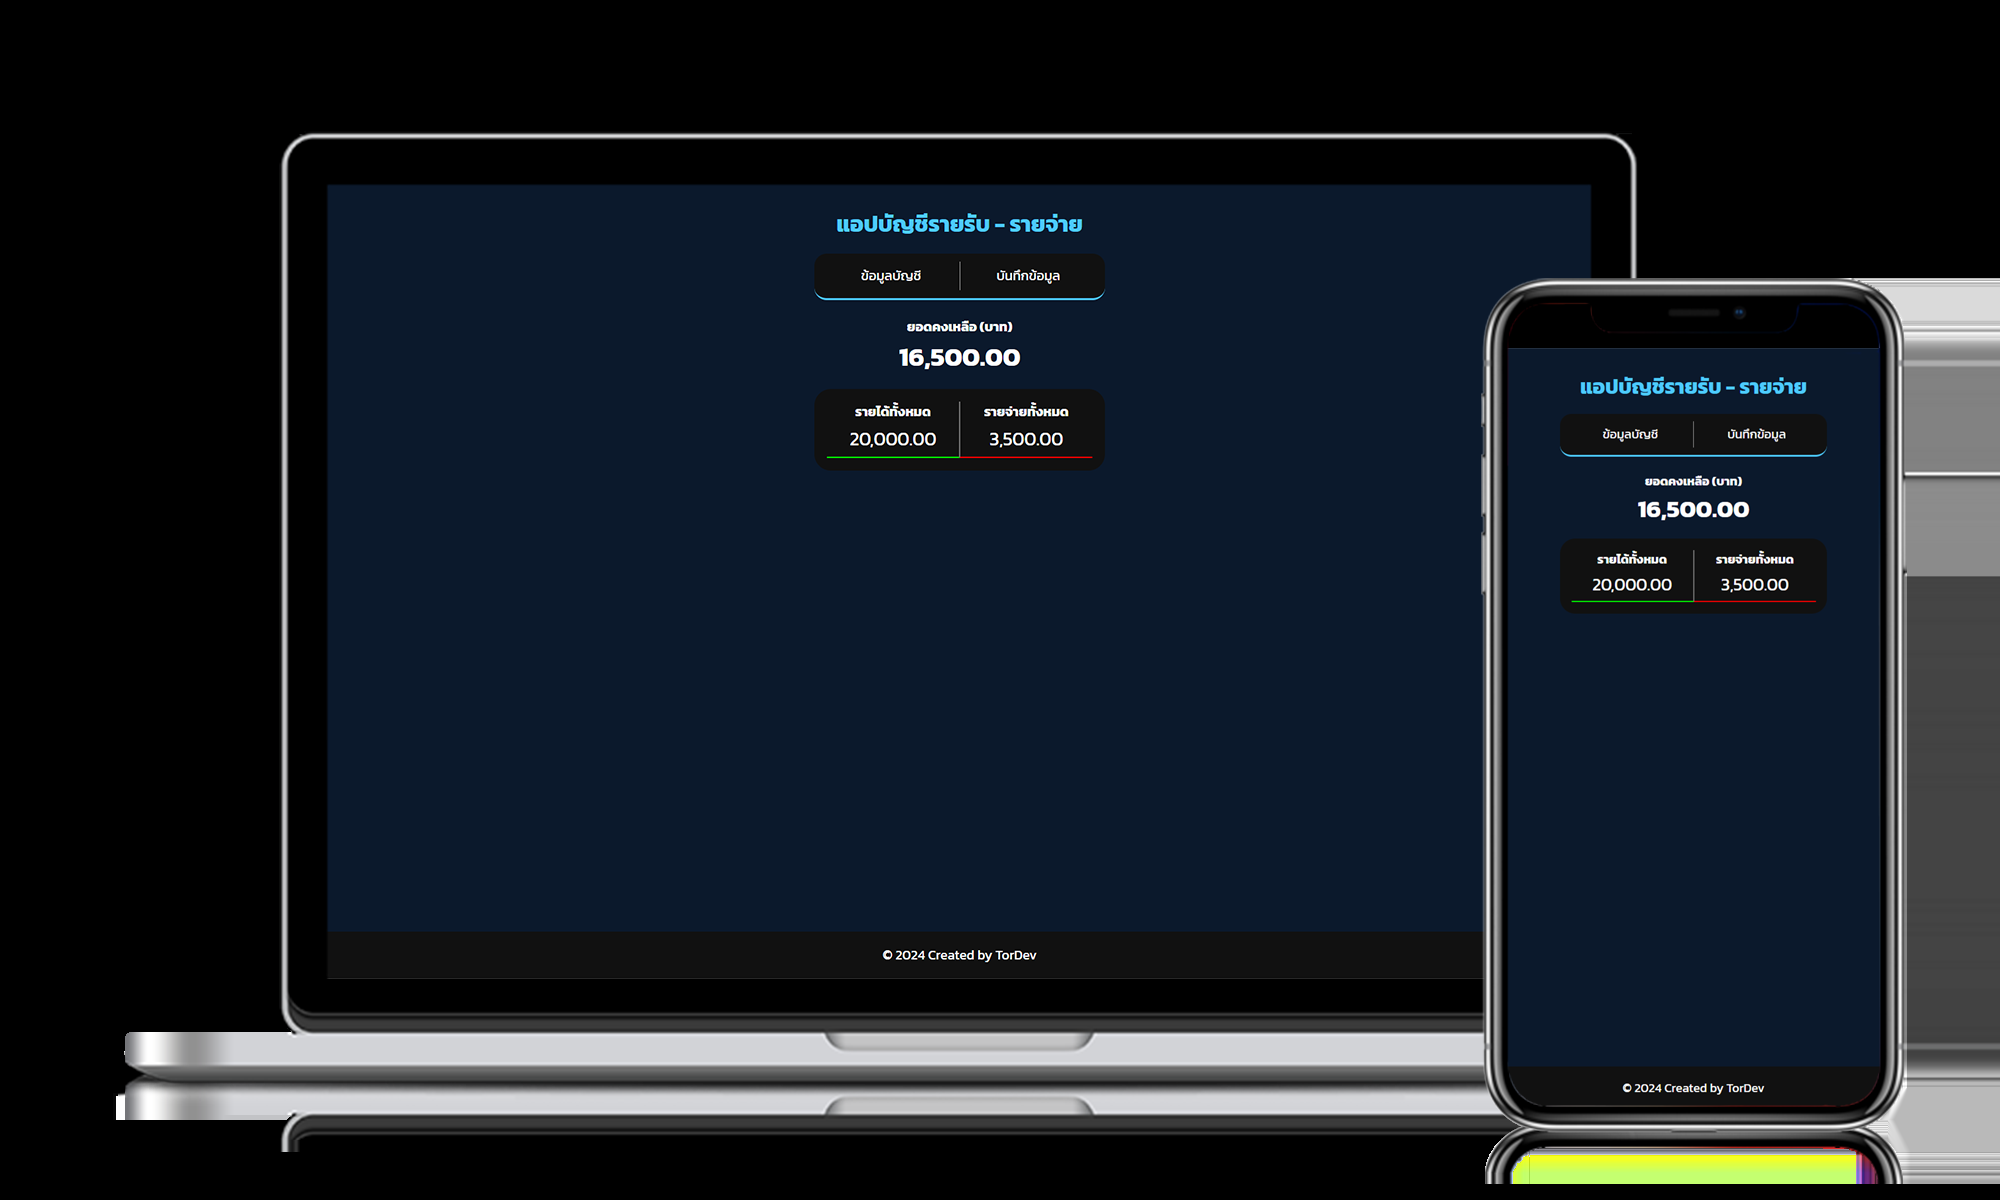 แอปบัญชีรายรับ - รายจ่าย
ข้อมูลบัญชี
บันทึกข้อมูล
ยอดคงเหลือ (บาท)
16,500.00
รายได้ทั้งหมด
รายจ่ายทั้งหมด
20,000.00
3,500.00
© 2024 Created by TorDev
แอปบัญชีรายรับ - รายจ่าย
ข้อมูลบัญชี
บันทึกข้อมูล
ยอดคงเหลือ (บาท)
16,500.00
รายได้ทั้งหมด
รายจ่ายทั้งหมด
20,000.00
3,500.00
© 2024 Created by TorDev